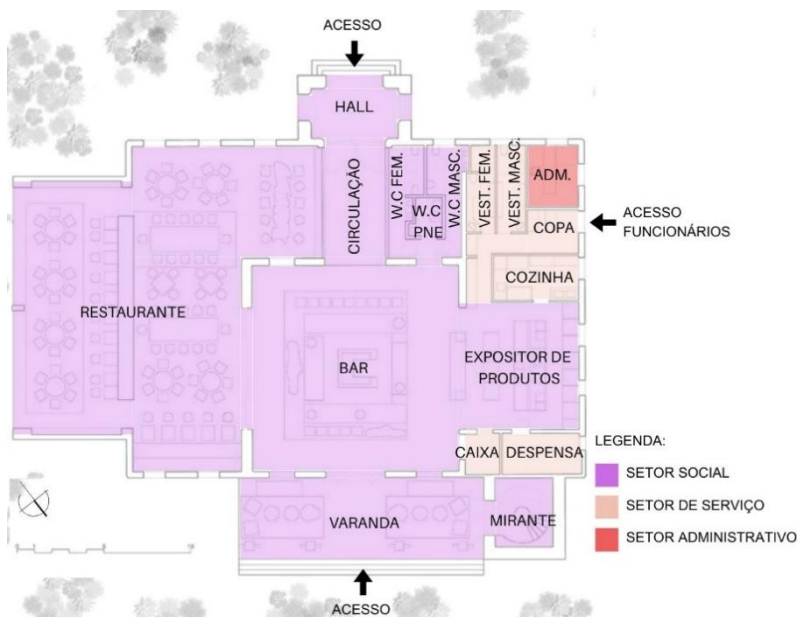 ACESSO
HALL
CIRCULAÇÃO
W.C FEM.
W.C MASC.
W.C
PNE
VEST. FEM.
VEST. MASC.
ADM.
COPA
ACESSO
FUNCIONÁRIOS
COZINHA
RESTAURANTE
BAR
EXPOSITOR DE
PRODUTOS
CAIXA
DESPENSA
VARANDA
MIRANTE
ACESSO
LEGENDA:
SETOR SOCIAL
SETOR DE SERVIÇO
SETOR ADMINISTRATIVO